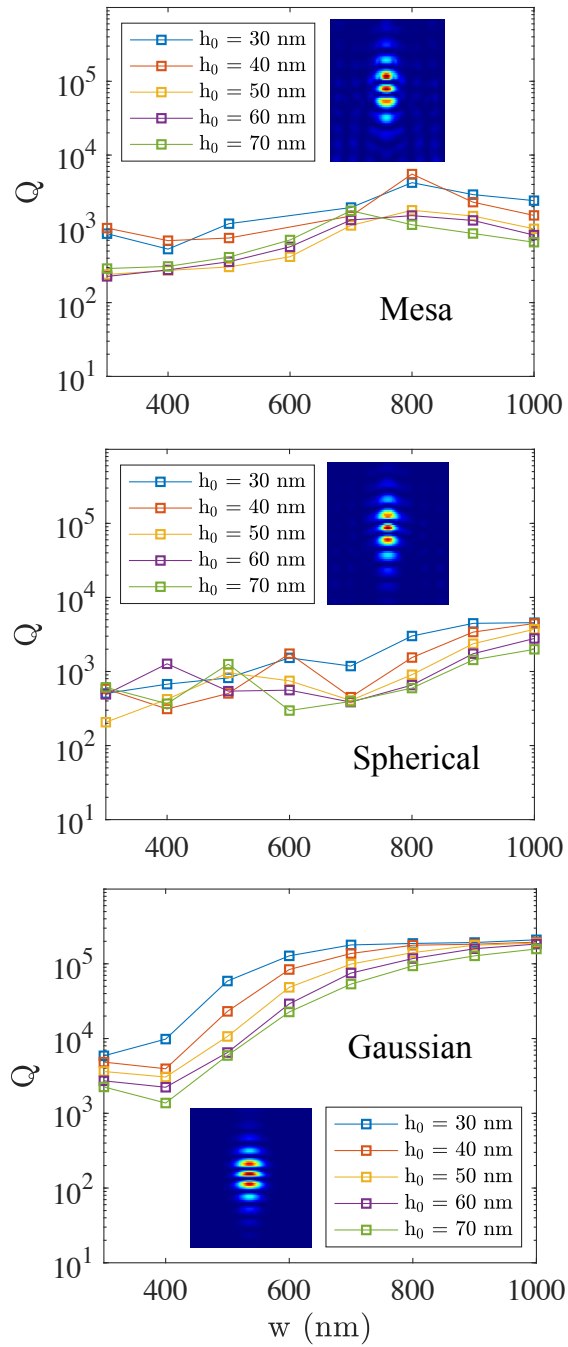 h₀ = 30 nm
h₀ = 40 nm
h₀ = 50 nm
h₀ = 60 nm
h₀ = 70 nm
10⁵
10⁴
10³
10²
10¹
Q
Mesa
400 600 800 1000
h₀ = 30 nm
h₀ = 40 nm
h₀ = 50 nm
h₀ = 60 nm
h₀ = 70 nm
10⁵
10⁴
10³
10²
10¹
Q
Spherical
400 600 800 1000
10⁵
10⁴
10³
10²
10¹
Q
Gaussian
h₀ = 30 nm
h₀ = 40 nm
h₀ = 50 nm
h₀ = 60 nm
h₀ = 70 nm
400 600 800 1000
w (nm)